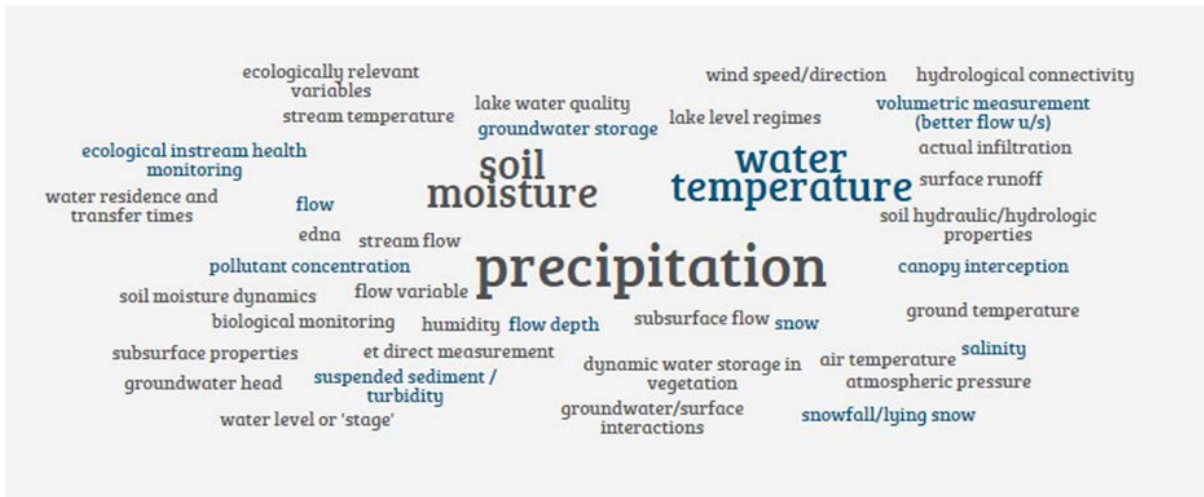 ecologically relevant
variables
wind speed/direction
hydrological connectivity
stream temperature
lake water quality
groundwater storage
lake level regimes
volumetric measurement
(better flow u/s)
ecological instream health
monitoring
soil
moisture
water
temperature
actual infiltration
surface runoff
water residence and
transfer times
flow
soil hydraulic/hydrologic
properties
edna
stream flow
precipitation
pollutant concentration
canopy interception
soil moisture dynamics
flow variable
ground temperature
biological monitoring
humidity
flow depth
subsurface flow
snow
subsurface properties
et direct measurement
dynamic water storage in
vegetation
air temperature
salinity
groundwater head
suspended sediment /
turbidity
atmospheric pressure
water level or 'stage'
groundwater/surface
interactions
snowfall/lying snow